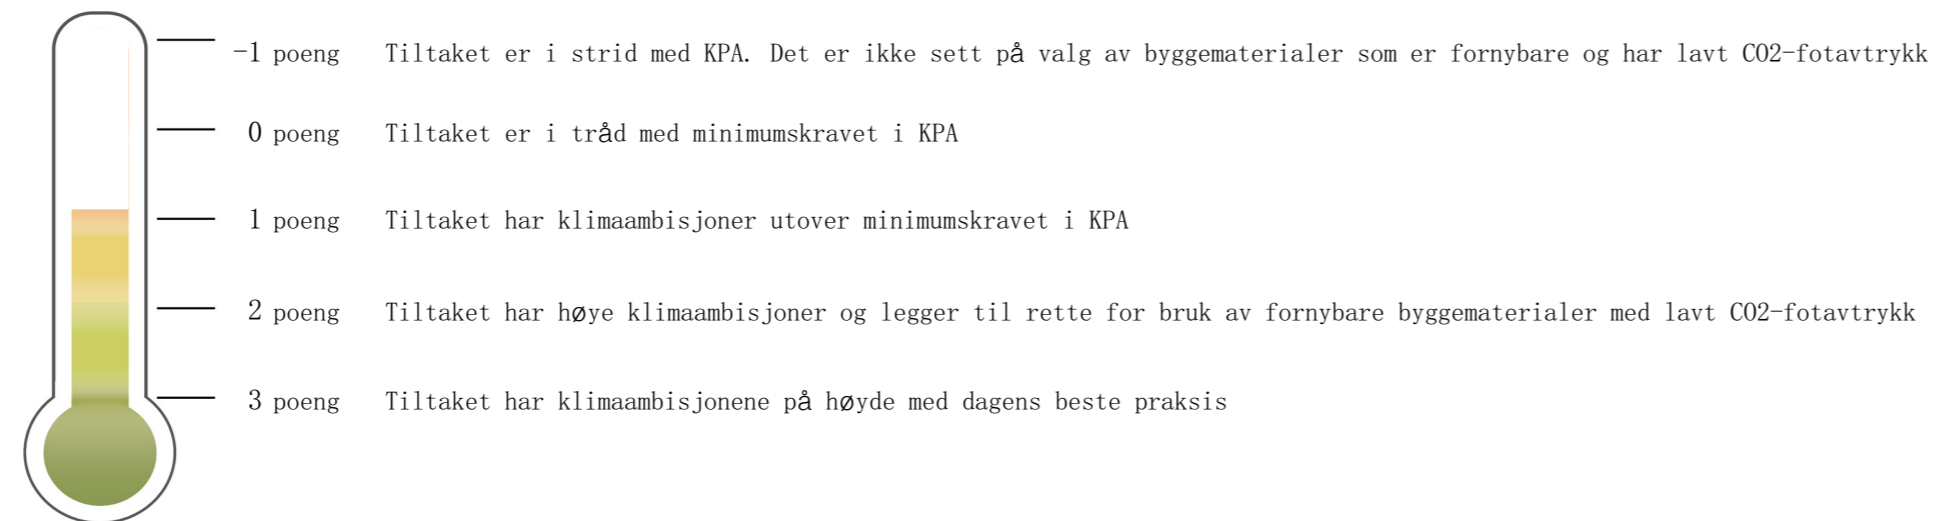 -1 poeng Tiltaket er i strid med KPA. Det er ikke sett på valg av byggematerialer som er fornybare og har lavt CO2-fotavtrykk
0 poeng Tiltaket er i tråd med minimumskravet i KPA
1 poeng Tiltaket har klimaambisjoner utover minimumskravet i KPA
2 poeng Tiltaket har høye klimaambisjoner og legger til rette for bruk av fornybare byggematerialer med lavt CO2-fotavtrykk
3 poeng Tiltaket har klimaambisjonene på høyde med dagens beste praksis